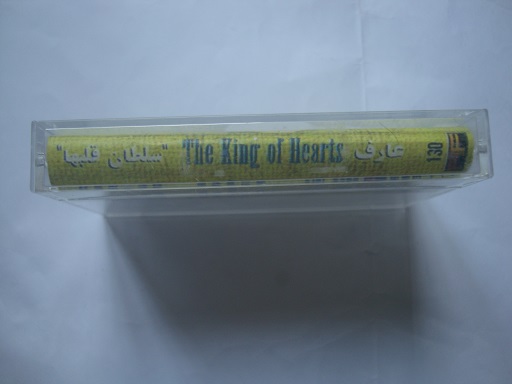 "سلطان قلبها" The King of Hearts عارف 130